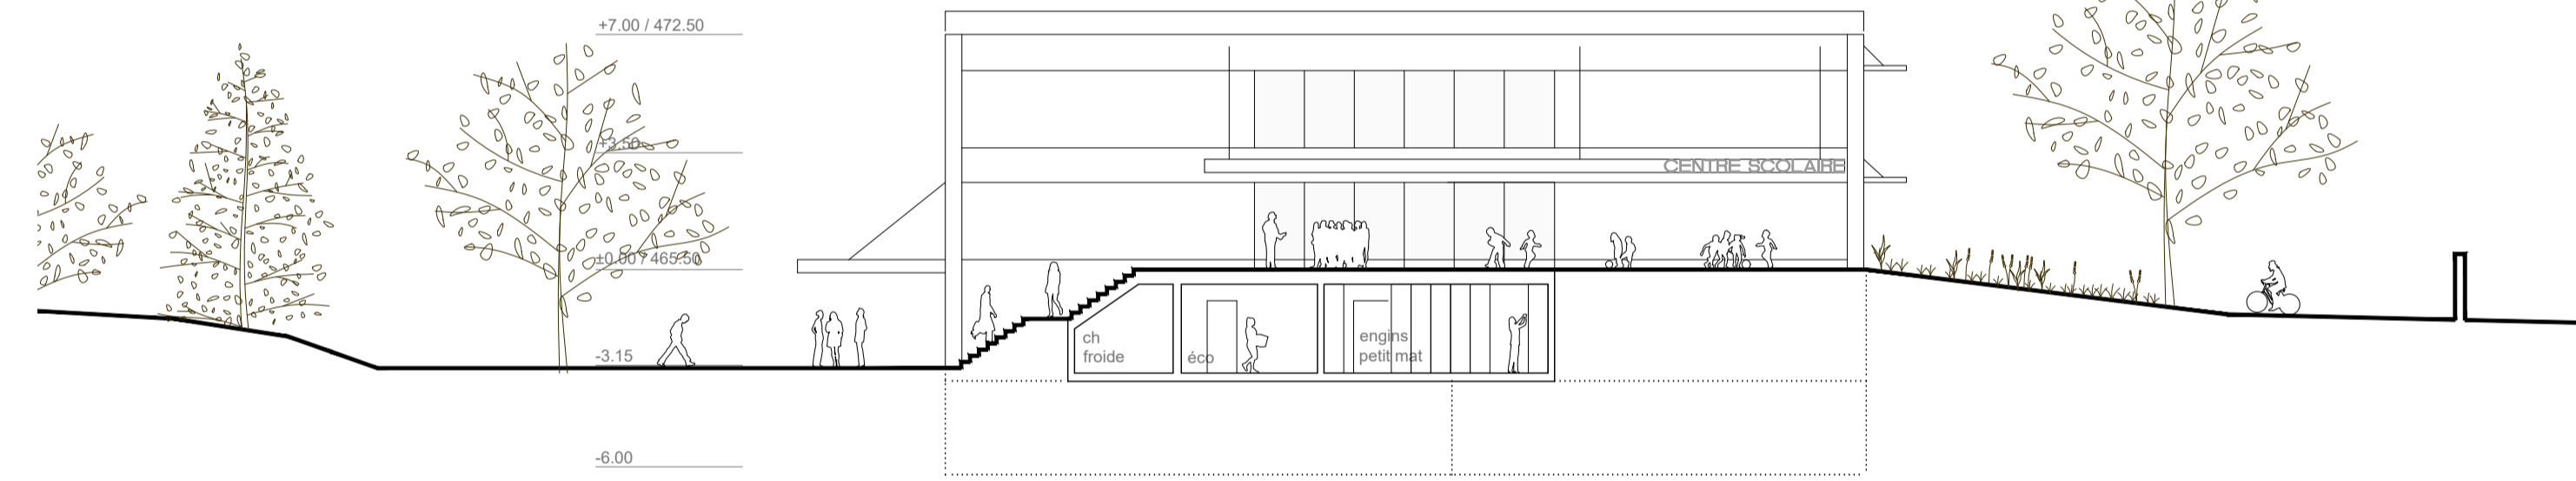 +7.00 / 472.50
+3.50
CENTRE SCOLAIRE
±0.00 / 465.50
-3.15
ch
froide
éco
engins
petit mat
-6.00